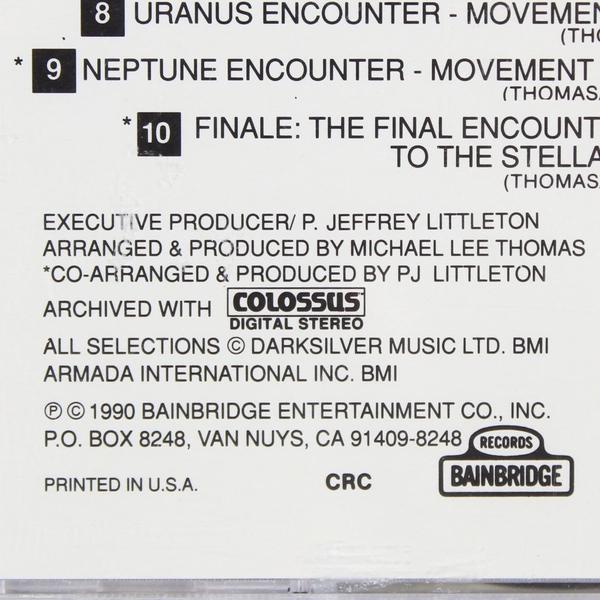 8 URANUS ENCOUNTER - MOVEMEN
(THO
* 9 NEPTUNE ENCOUNTER - MOVEMENT
(THOMAS
* 10 FINALE: THE FINAL ENCOUNT
TO THE STELLA
(THOMAS
EXECUTIVE PRODUCER/ P. JEFFREY LITTLETON
ARRANGED & PRODUCED BY MICHAEL LEE THOMAS
*CO-ARRANGED & PRODUCED BY PJ LITTLETON
ARCHIVED WITH COLOSSUS
DIGITAL STEREO
ALL SELECTIONS © DARKSILVER MUSIC LTD. BMI
ARMADA INTERNATIONAL INC. BMI
℗ © 1990 BAINBRIDGE ENTERTAINMENT CO., INC.
P.O. BOX 8248, VAN NUYS, CA 91409-8248
RECORDS
BAINBRIDGE
PRINTED IN U.S.A. CRC